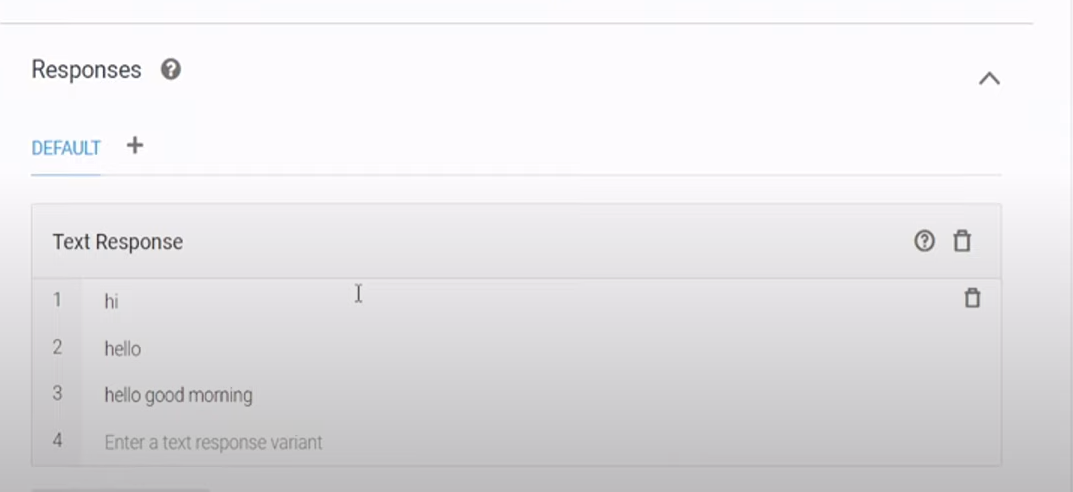 Responses
DEFAULT +
Text Response
1 hi
2 hello
3 hello good morning
4 Enter a text response variant